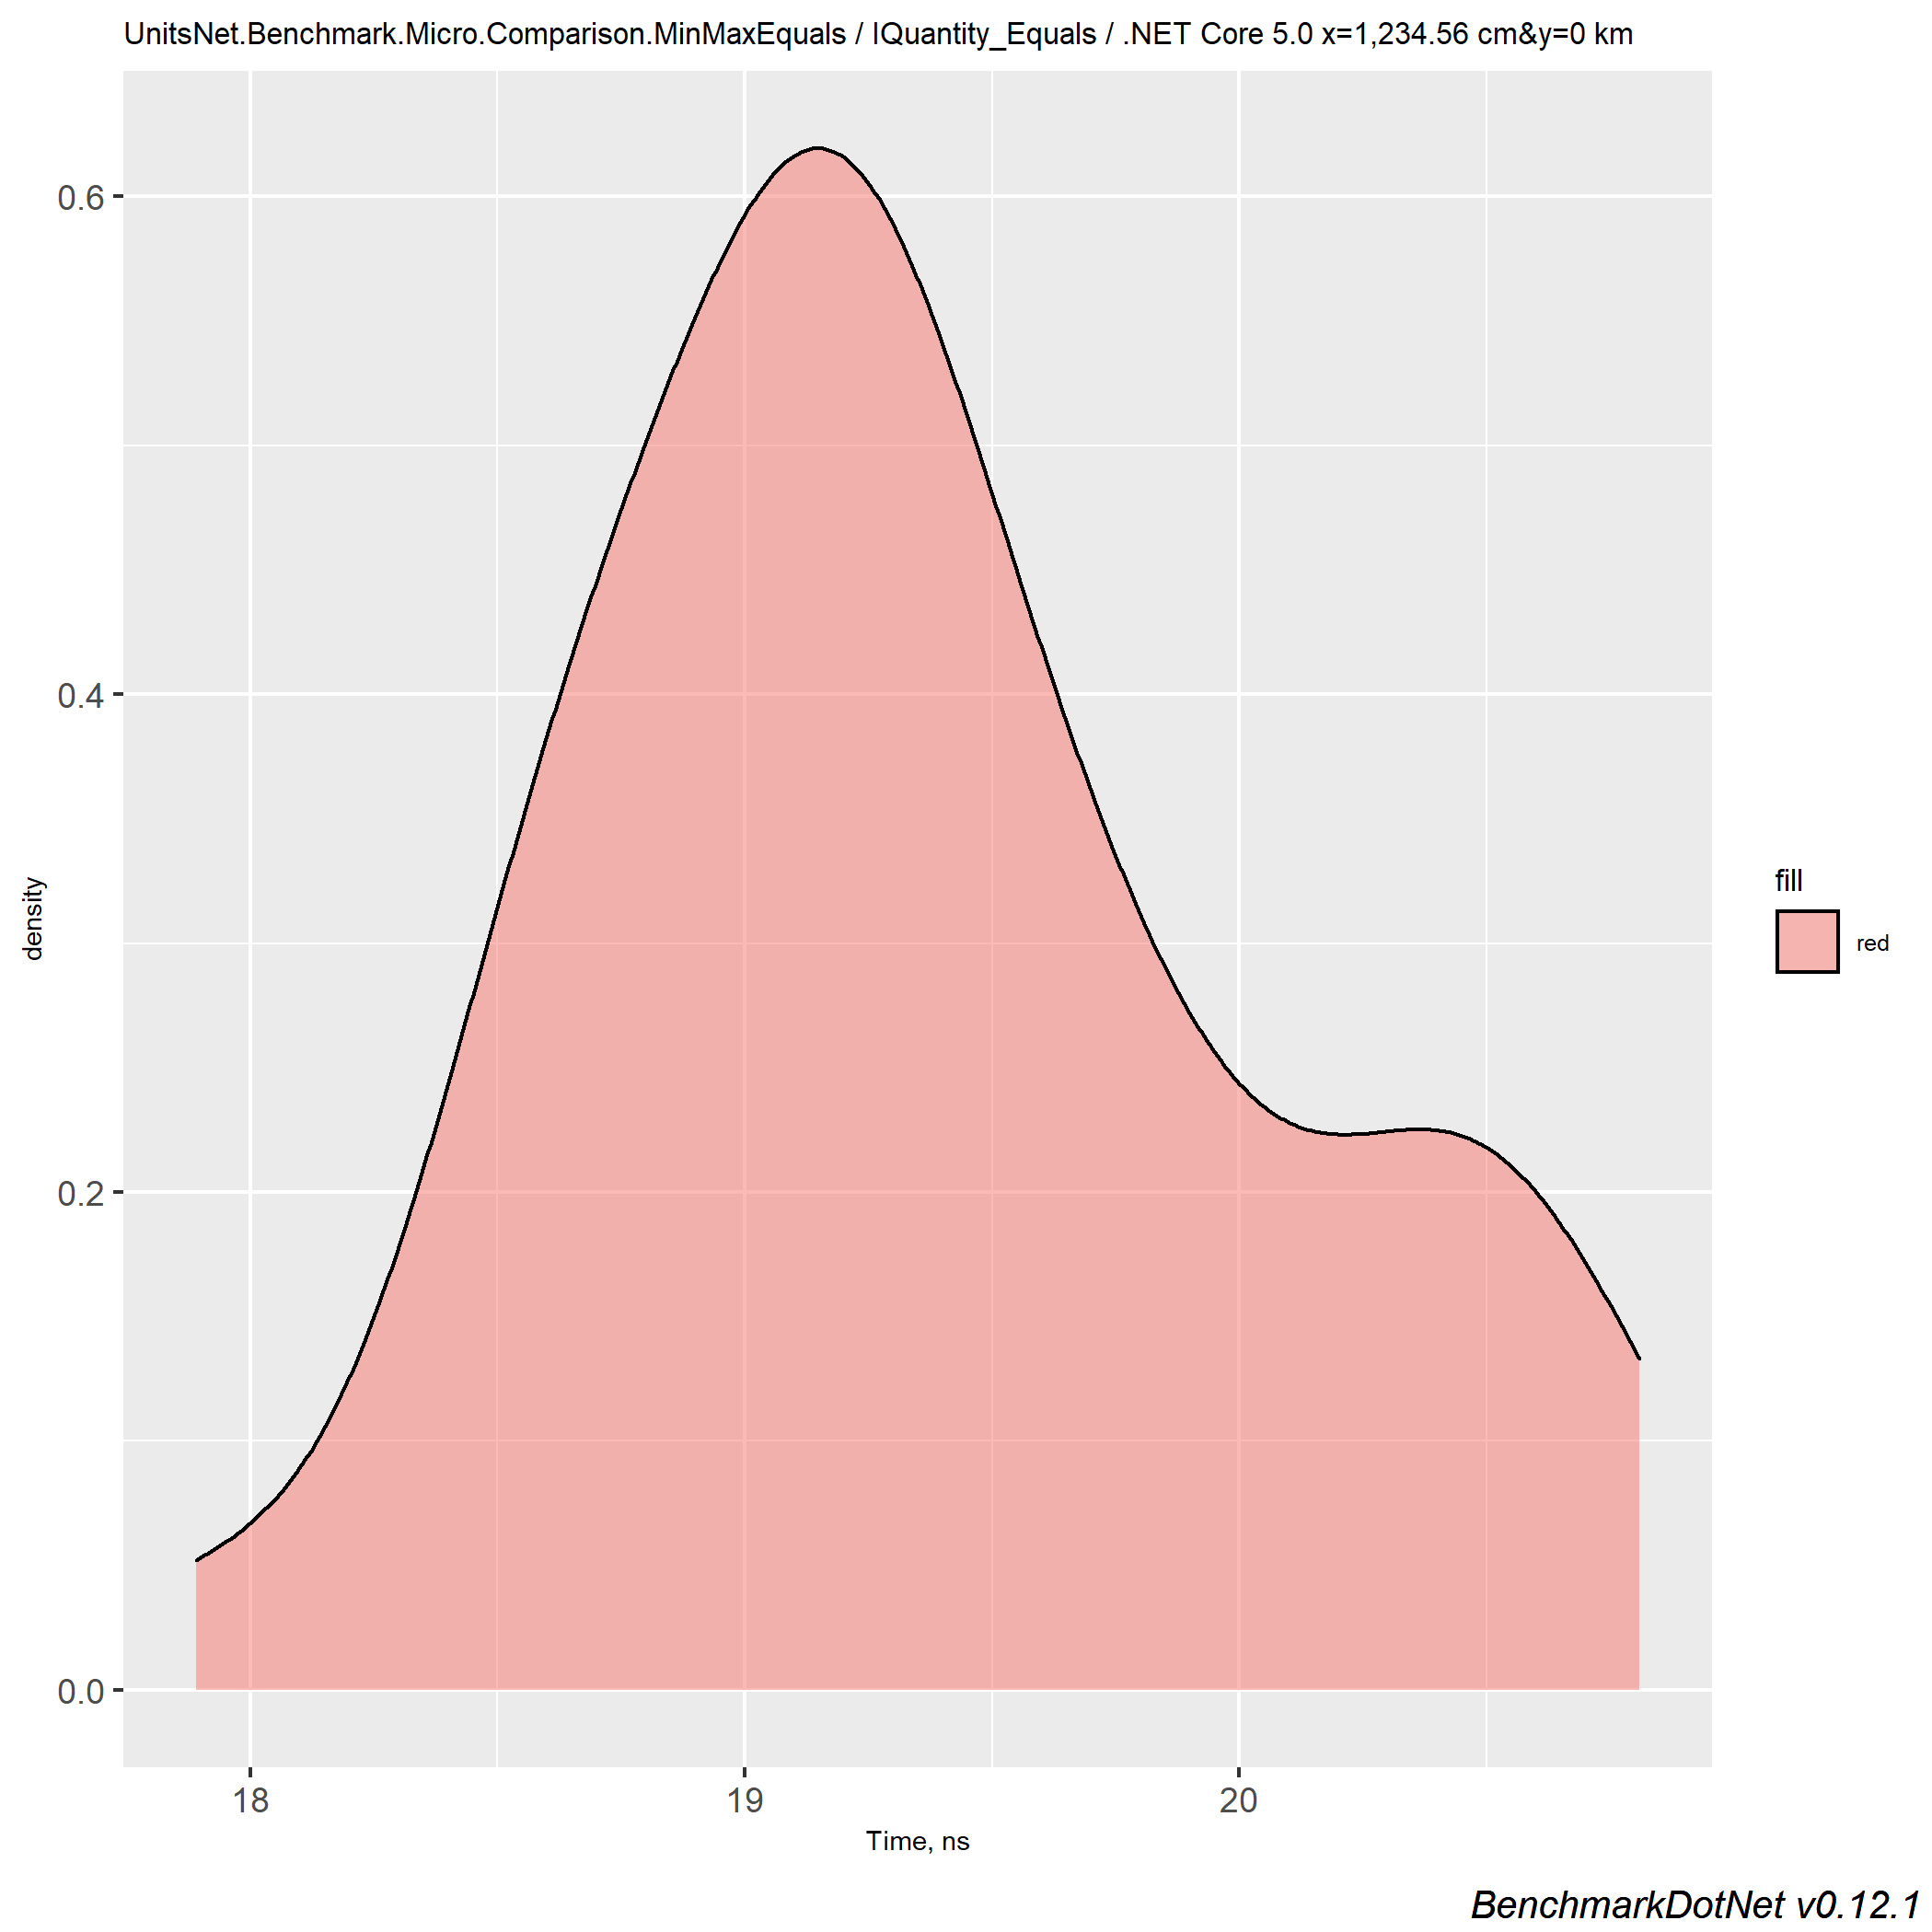 UnitsNet.Benchmark.Micro.Comparison.MinMaxEquals / IQuantity_Equals / .NET Core 5.0 x=1,234.56 cm&y=0 km
0.6
0.4
0.2
0.0
density
18 19 20
Time, ns
fill
red
BenchmarkDotNet v0.12.1